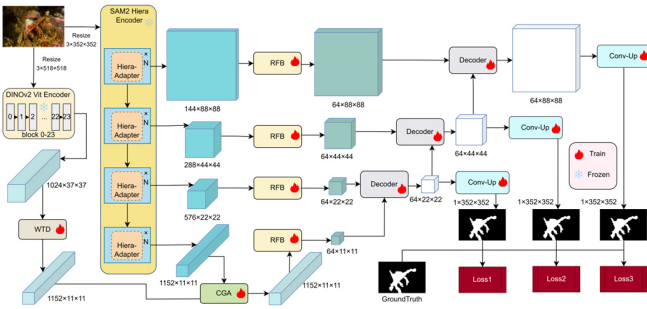 Resize
3×352×352
Resize
3×518×518
DINOv2 Vit Encoder
0 1 2 ... 22 23
block 0-23
1024×37×37
WTD
1152×11×11
SAM2 Hiera
Encoder
×
N
Hiera-
Adapter
×
N
Hiera-
Adapter
×
N
Hiera-
Adapter
×
N
Hiera-
Adapter
144×88×88
288×44×44
576×22×22
1152×11×11
CGA
1152×11×11
RFB
RFB
RFB
RFB
64×88×88
64×44×44
64×22×22
64×11×11
Decoder
Decoder
Decoder
64×88×88
64×44×44
64×22×22
Conv-Up
Conv-Up
Conv-Up
Train
Frozen
1×352×352
1×352×352
1×352×352
GroundTruth
Loss1
Loss2
Loss3